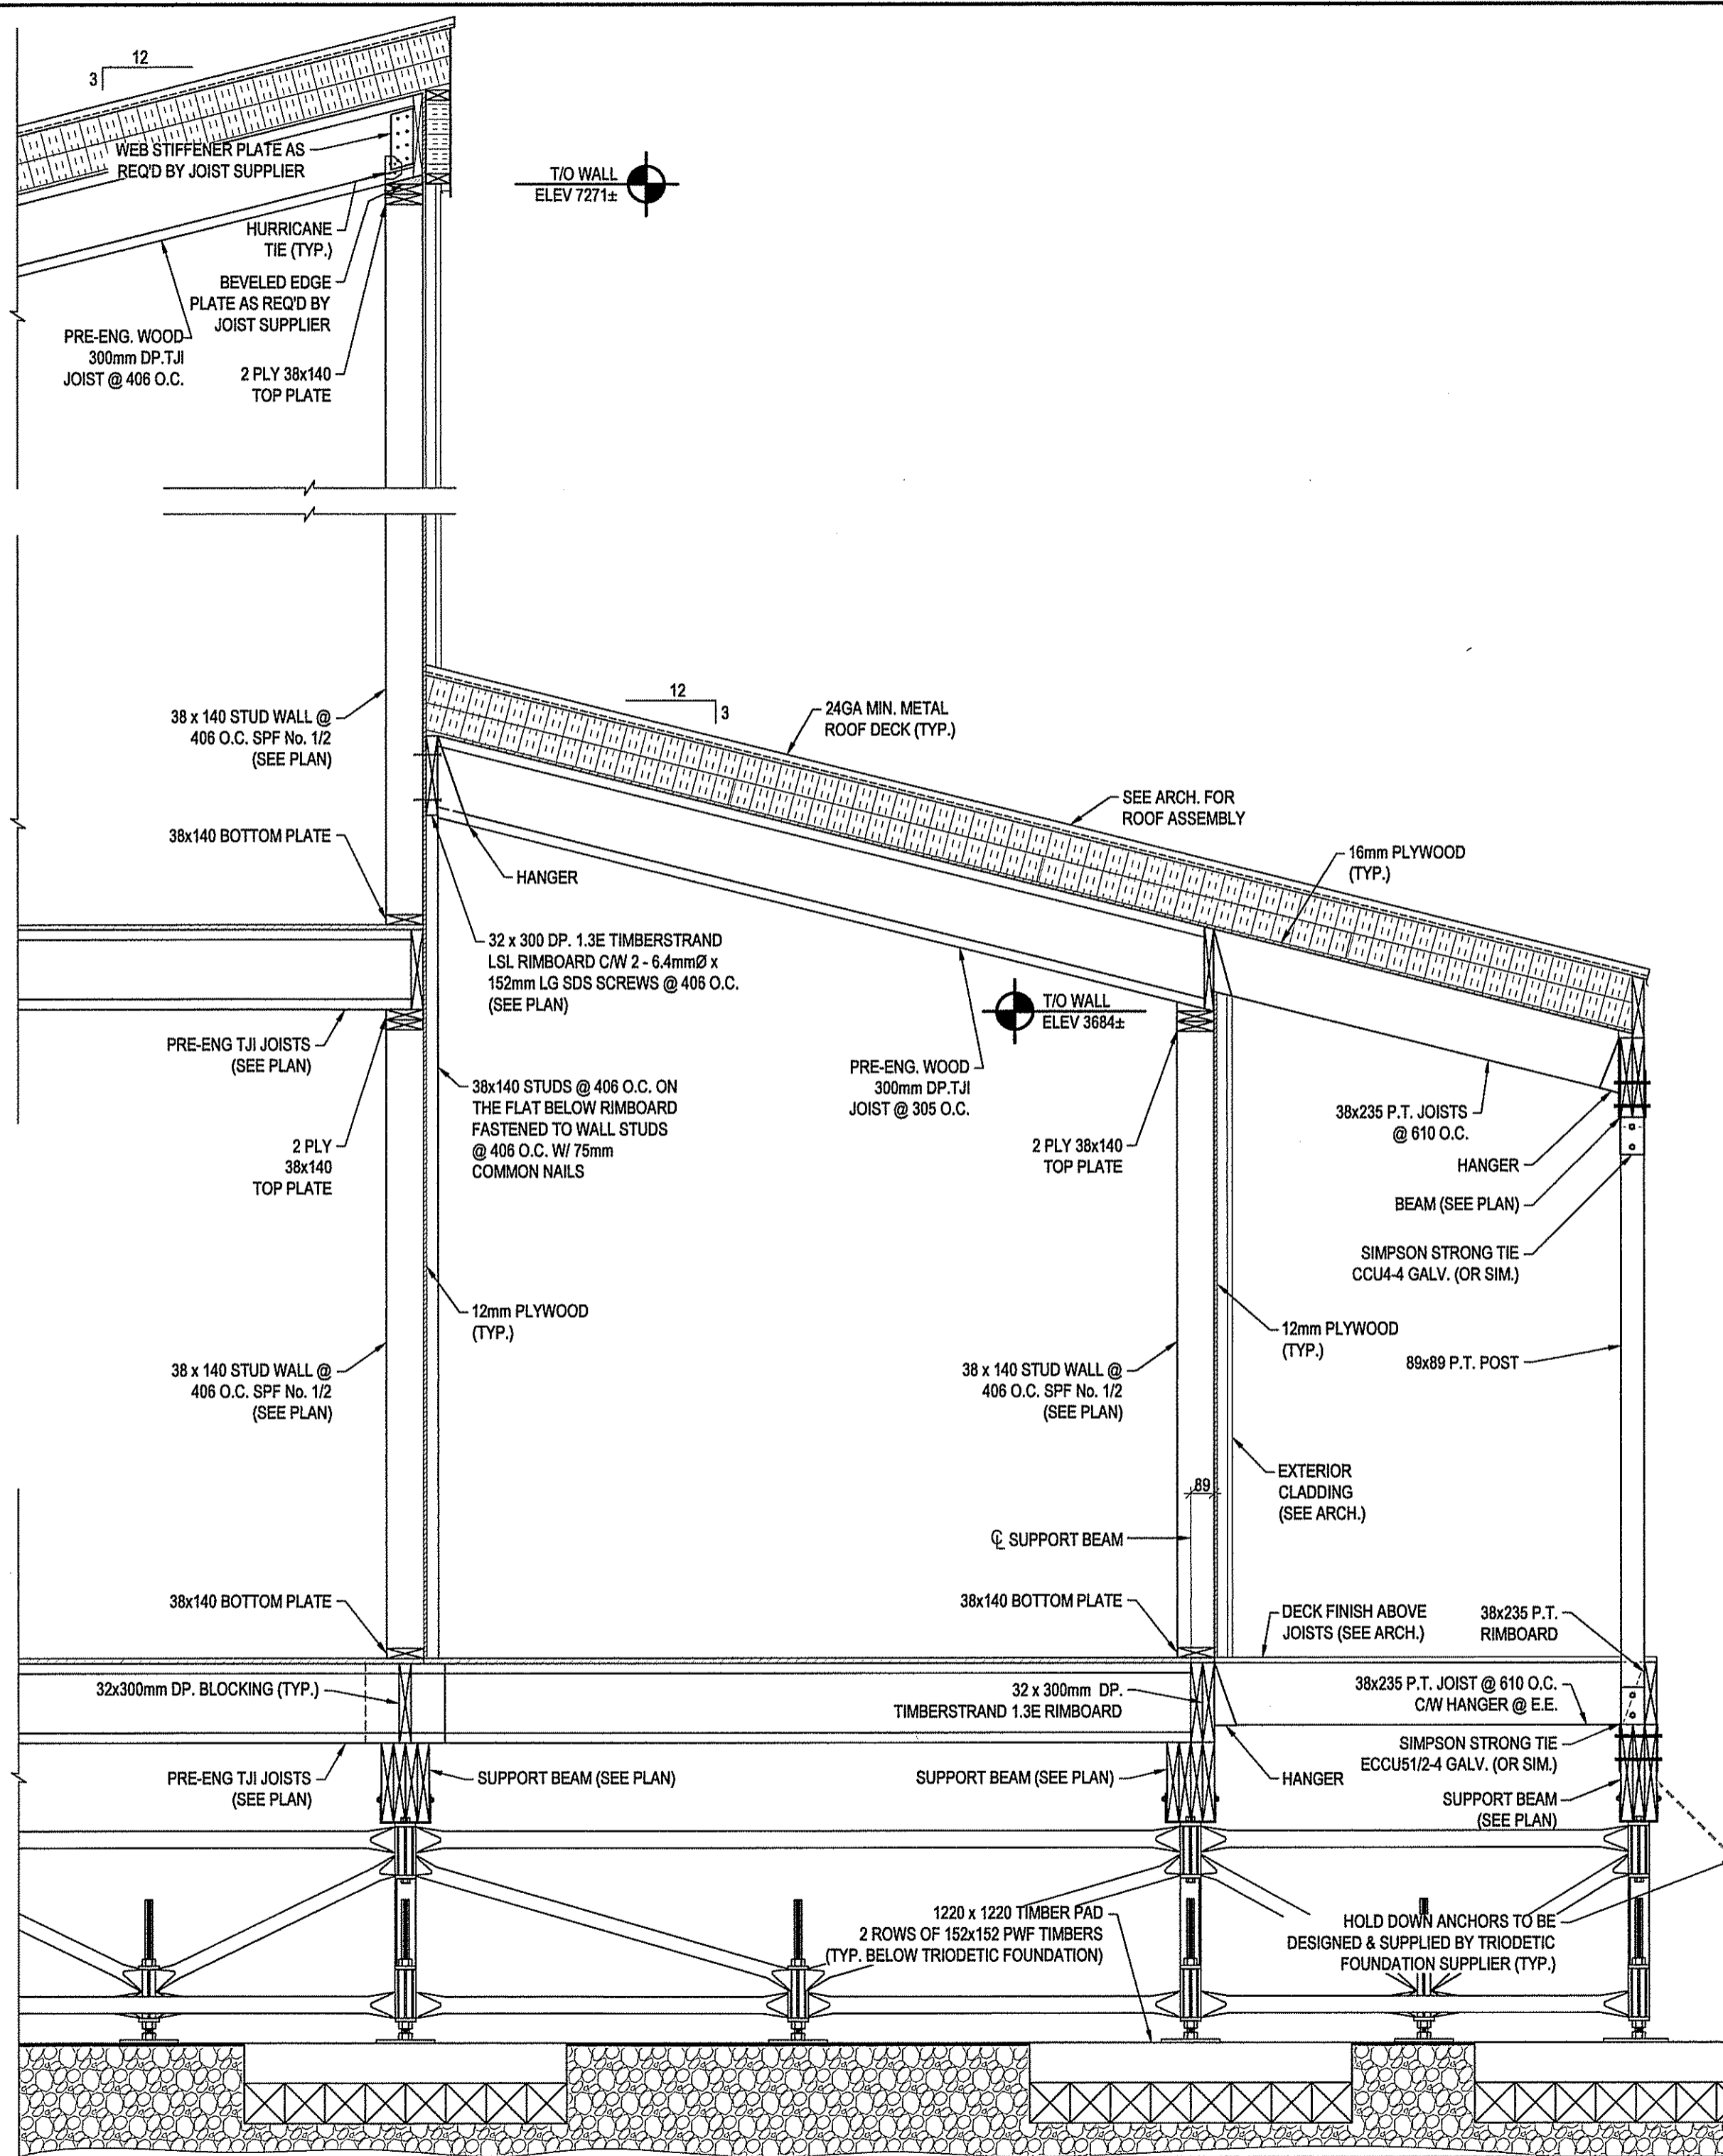 12
3
WEB STIFFENER PLATE AS
REQ'D BY JOIST SUPPLIER
T/O WALL
ELEV 7271±
HURRICANE
TIE (TYP.)
BEVELED EDGE
PLATE AS REQ'D BY
JOIST SUPPLIER
PRE-ENG. WOOD
300mm DP.TJI
JOIST @ 406 O.C.
2 PLY 38x140
TOP PLATE
12
3
38 x 140 STUD WALL @
406 O.C. SPF No. 1/2
(SEE PLAN)
24GA MIN. METAL
ROOF DECK (TYP.)
SEE ARCH. FOR
ROOF ASSEMBLY
38x140 BOTTOM PLATE
16mm PLYWOOD
(TYP.)
HANGER
32 x 300 DP. 1.3E TIMBERSTRAND
LSL RIMBOARD C/W 2 - 6.4mmØ x
152mm LG SDS SCREWS @ 406 O.C.
(SEE PLAN)
T/O WALL
ELEV 3684±
PRE-ENG TJI JOISTS
(SEE PLAN)
PRE-ENG. WOOD
300mm DP.TJI
JOIST @ 305 O.C.
38x140 STUDS @ 406 O.C. ON
THE FLAT BELOW RIMBOARD
FASTENED TO WALL STUDS
@ 406 O.C. W/ 75mm
COMMON NAILS
38x235 P.T. JOISTS
@ 610 O.C.
2 PLY
38x140
TOP PLATE
2 PLY 38x140
TOP PLATE
HANGER
BEAM (SEE PLAN)
SIMPSON STRONG TIE
CCU4-4 GALV. (OR SIM.)
12mm PLYWOOD
(TYP.)
12mm PLYWOOD
(TYP.)
38 x 140 STUD WALL @
406 O.C. SPF No. 1/2
(SEE PLAN)
38 x 140 STUD WALL @
406 O.C. SPF No. 1/2
(SEE PLAN)
89x89 P.T. POST
EXTERIOR
CLADDING
(SEE ARCH.)
89
℄ SUPPORT BEAM
38x140 BOTTOM PLATE
38x140 BOTTOM PLATE
DECK FINISH ABOVE
JOISTS (SEE ARCH.)
38x235 P.T.
RIMBOARD
32x300mm DP. BLOCKING (TYP.)
32 x 300mm DP.
TIMBERSTRAND 1.3E RIMBOARD
38x235 P.T. JOIST @ 610 O.C.
C/W HANGER @ E.E.
PRE-ENG TJI JOISTS
(SEE PLAN)
SUPPORT BEAM (SEE PLAN)
SUPPORT BEAM (SEE PLAN)
HANGER
SIMPSON STRONG TIE
ECCU51/2-4 GALV. (OR SIM.)
SUPPORT BEAM
(SEE PLAN)
1220 x 1220 TIMBER PAD
2 ROWS OF 152x152 PWF TIMBERS
(TYP. BELOW TRIODETIC FOUNDATION)
HOLD DOWN ANCHORS TO BE
DESIGNED & SUPPLIED BY TRIODETIC
FOUNDATION SUPPLIER (TYP.)